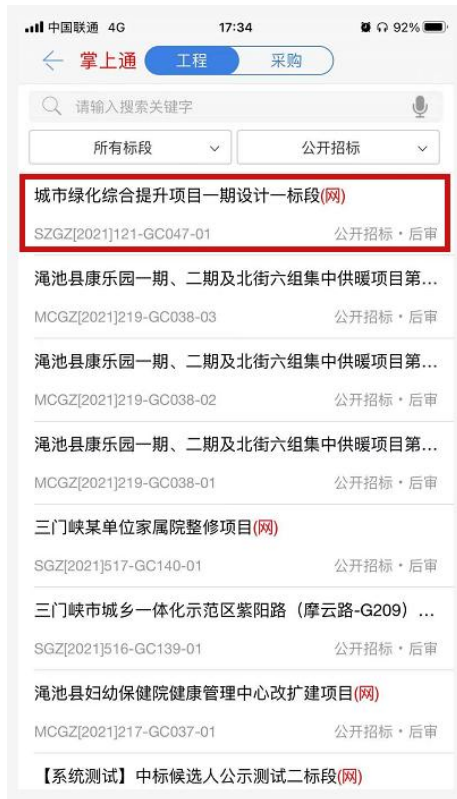 中国联通 4G 17:34 92%
掌上通 工程 采购
请输入搜索关键字
所有标段 公开招标
城市绿化综合提升项目一期设计一标段(网)
SZGZ[2021]121-GC047-01 公开招标·后审
渑池县康乐园一期、二期及北街六组集中供暖项目第...
MCGZ[2021]219-GC038-03 公开招标·后审
渑池县康乐园一期、二期及北街六组集中供暖项目第...
MCGZ[2021]219-GC038-02 公开招标·后审
渑池县康乐园一期、二期及北街六组集中供暖项目第...
MCGZ[2021]219-GC038-01 公开招标·后审
三门峡某单位家属院整修项目(网)
SGZ[2021]517-GC140-01 公开招标·后审
三门峡市城乡一体化示范区紫阳路（摩云路-G209）...
SGZ[2021]516-GC139-01 公开招标·后审
渑池县妇幼保健院健康管理中心改扩建项目(网)
MCGZ[2021]217-GC037-01 公开招标·后审
【系统测试】中标候选人公示测试二标段(网)